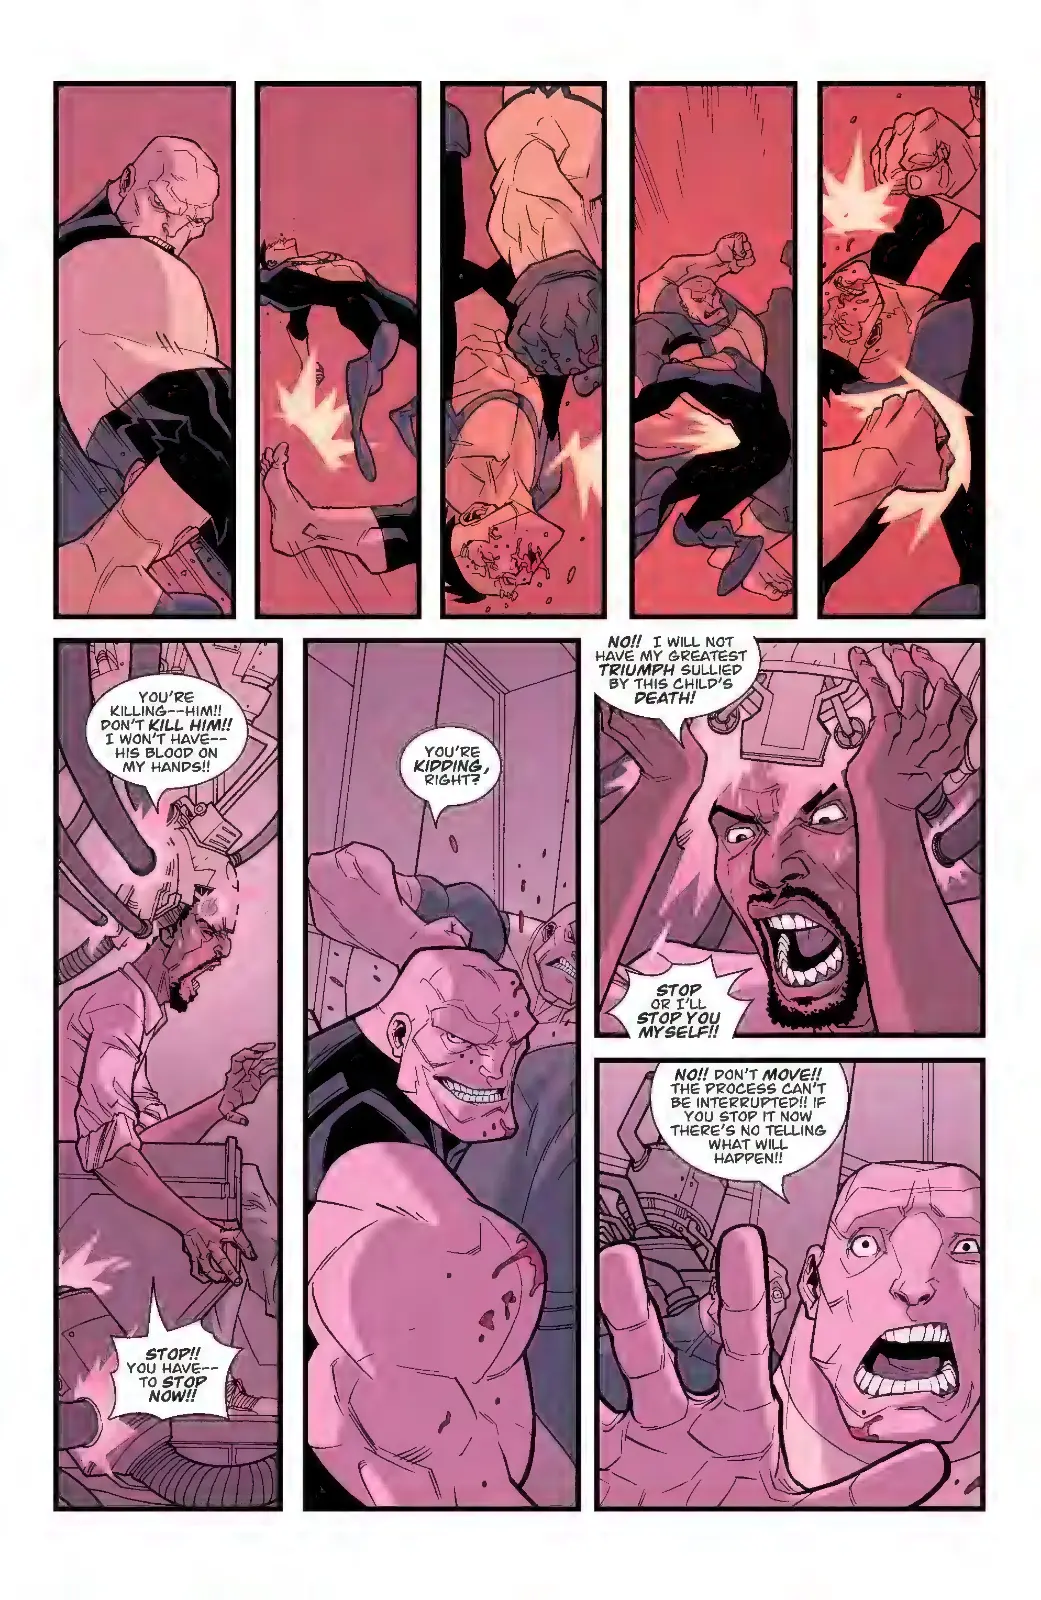 YOU'RE
KILLING--HIM!!
DON'T KILL HIM!!
I WON'T HAVE--
HIS BLOOD ON
MY HANDS!!
STOP!!
YOU HAVE--
TO STOP
NOW!!
YOU'RE
KIDDING,
RIGHT?
NO!! I WILL NOT
HAVE MY GREATEST
TRIUMPH SULLIED
BY THIS CHILD'S
DEATH!
STOP
OR I'LL
STOP YOU
MYSELF!!
NO!! DON'T MOVE!!
THE PROCESS CAN'T
BE INTERRUPTED!! IF
YOU STOP IT NOW
THERE'S NO TELLING
WHAT WILL
HAPPEN!!